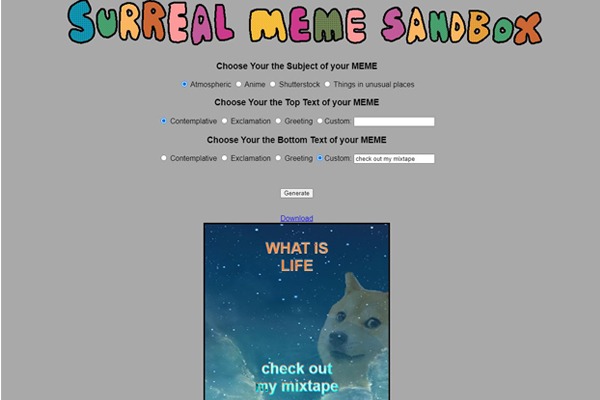 SURREAL MEME SANDBOX
Choose Your the Subject of your MEME
Atmospheric Anime Shutterstock Things in unusual places
Choose Your the Top Text of your MEME
Contemplative Exclamation Greeting Custom:
Choose Your the Bottom Text of your MEME
Contemplative Exclamation Greeting Custom: check out my mixtape
Generate
Download
WHAT IS
LIFE
check out
my mixtape